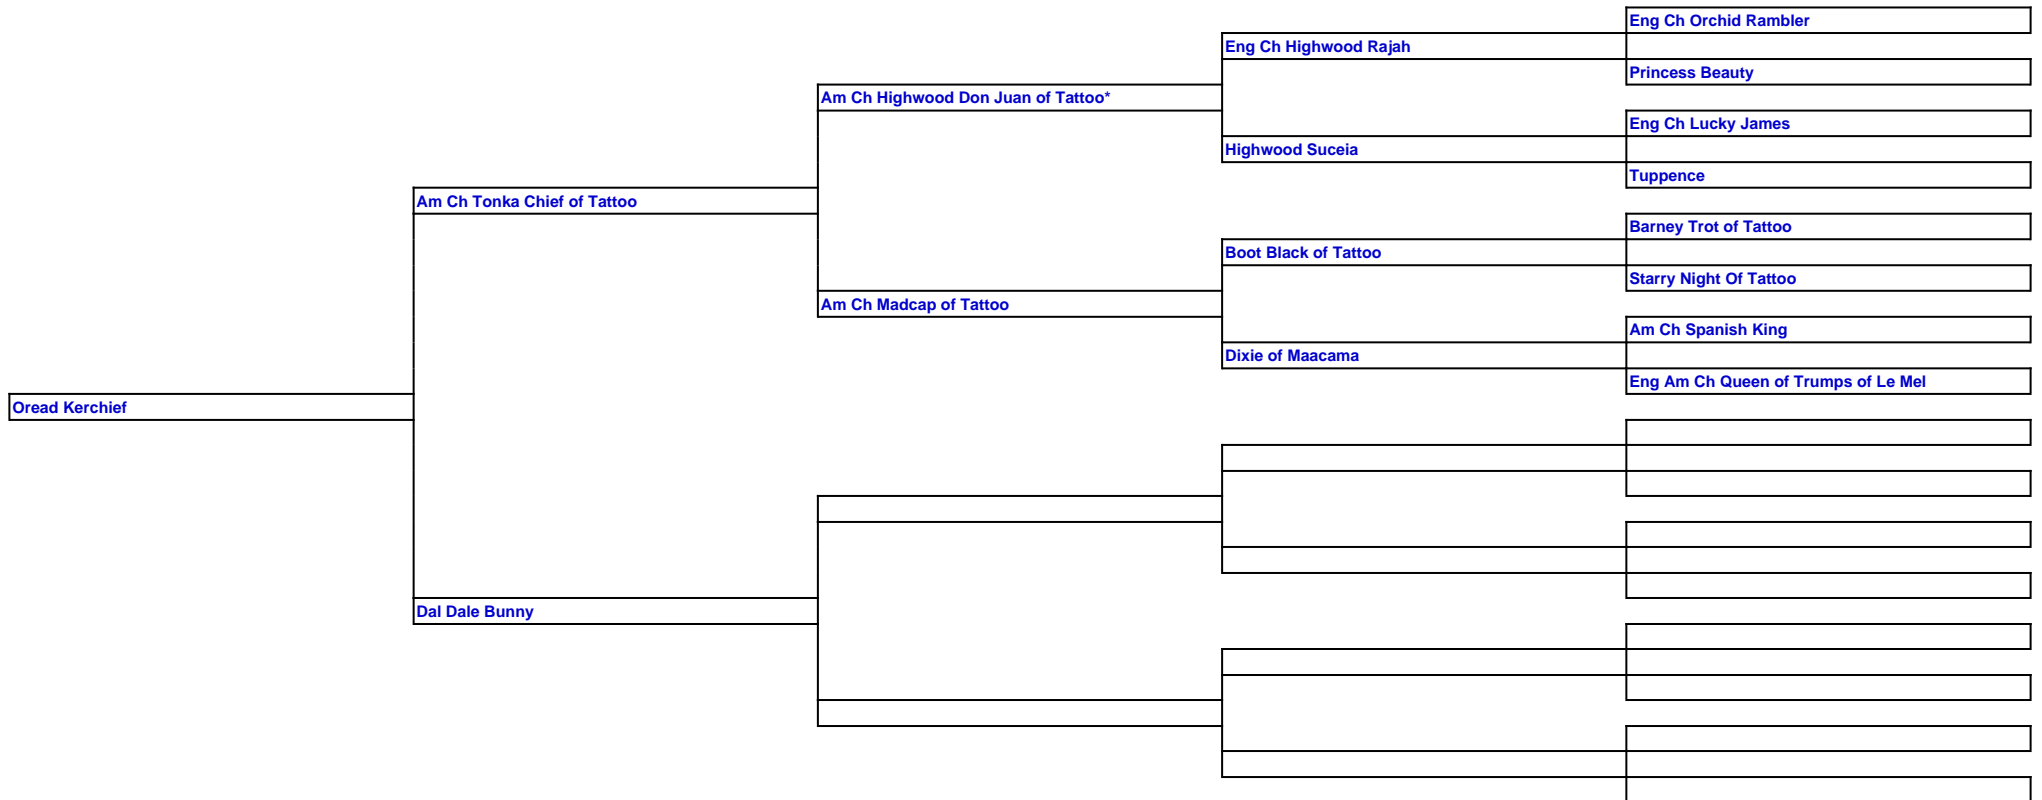 Eng Ch Orchid Rambler
Eng Ch Highwood Rajah
Princess Beauty
Am Ch Highwood Don Juan of Tattoo*
Eng Ch Lucky James
Highwood Suceia
Tuppence
Am Ch Tonka Chief of Tattoo
Barney Trot of Tattoo
Boot Black of Tattoo
Starry Night Of Tattoo
Am Ch Madcap of Tattoo
Am Ch Spanish King
Dixie of Maacama
Eng Am Ch Queen of Trumps of Le Mel
Oread Kerchief
Dal Dale Bunny